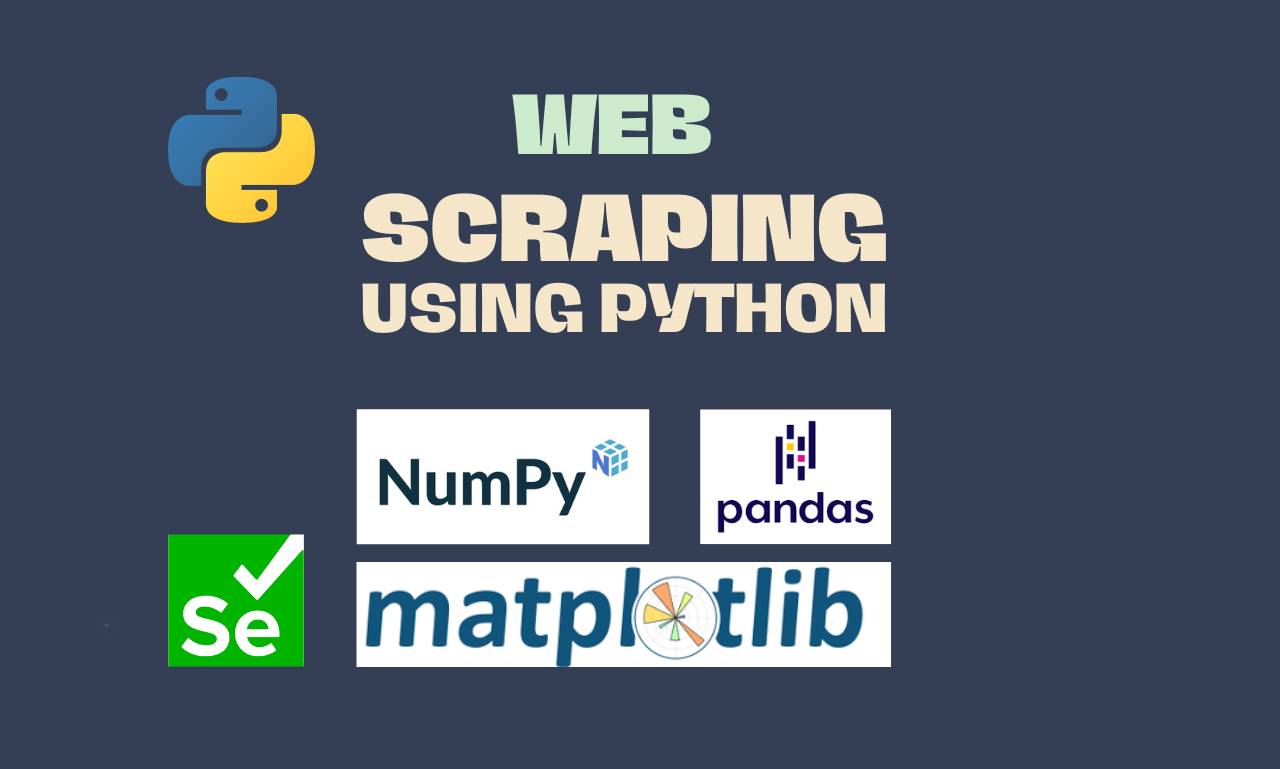 WEB
SCRAPING
USING PYTHON
NumPy
pandas
Se
matplotlib